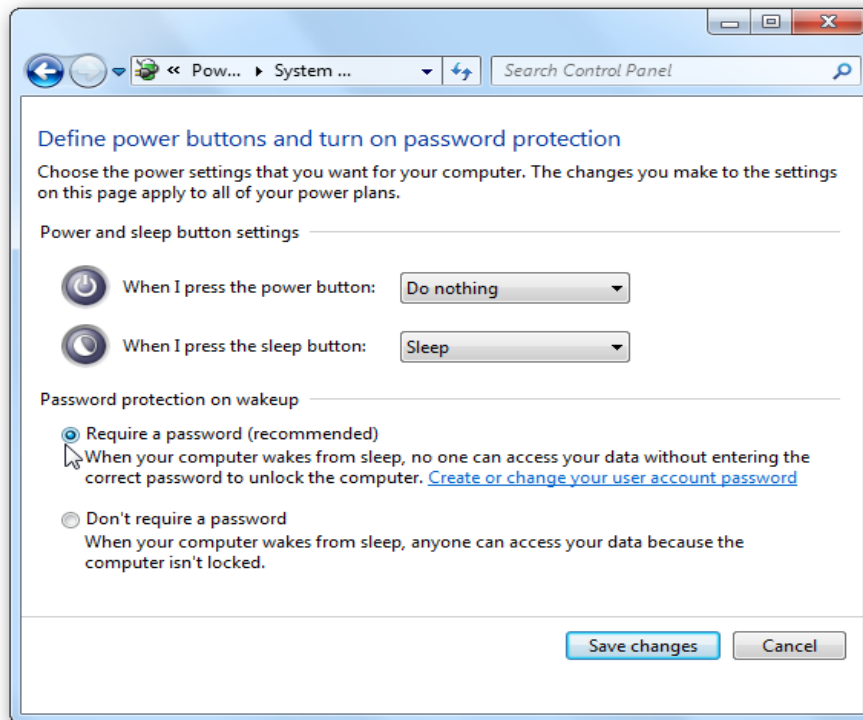 « Pow... ▸ System ...
Search Control Panel
Define power buttons and turn on password protection
Choose the power settings that you want for your computer. The changes you make to the settings
on this page apply to all of your power plans.
Power and sleep button settings
When I press the power button: Do nothing
When I press the sleep button: Sleep
Password protection on wakeup
Require a password (recommended)
When your computer wakes from sleep, no one can access your data without entering the
correct password to unlock the computer. Create or change your user account password
Don't require a password
When your computer wakes from sleep, anyone can access your data because the
computer isn't locked.
Save changes Cancel